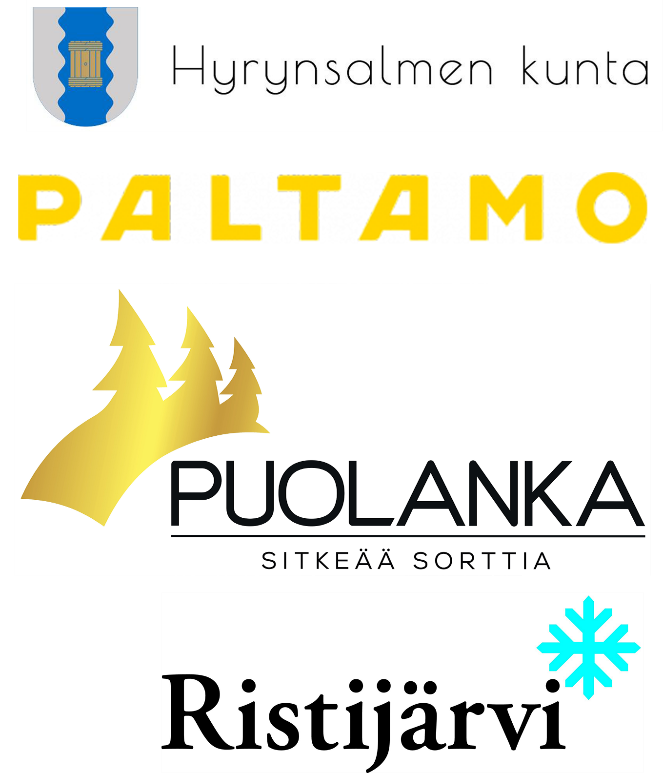 Hyrynsalmen kunta
PALTAMO
PUOLANKA
SITKEÄÄ SORTTIA
Ristijärvi